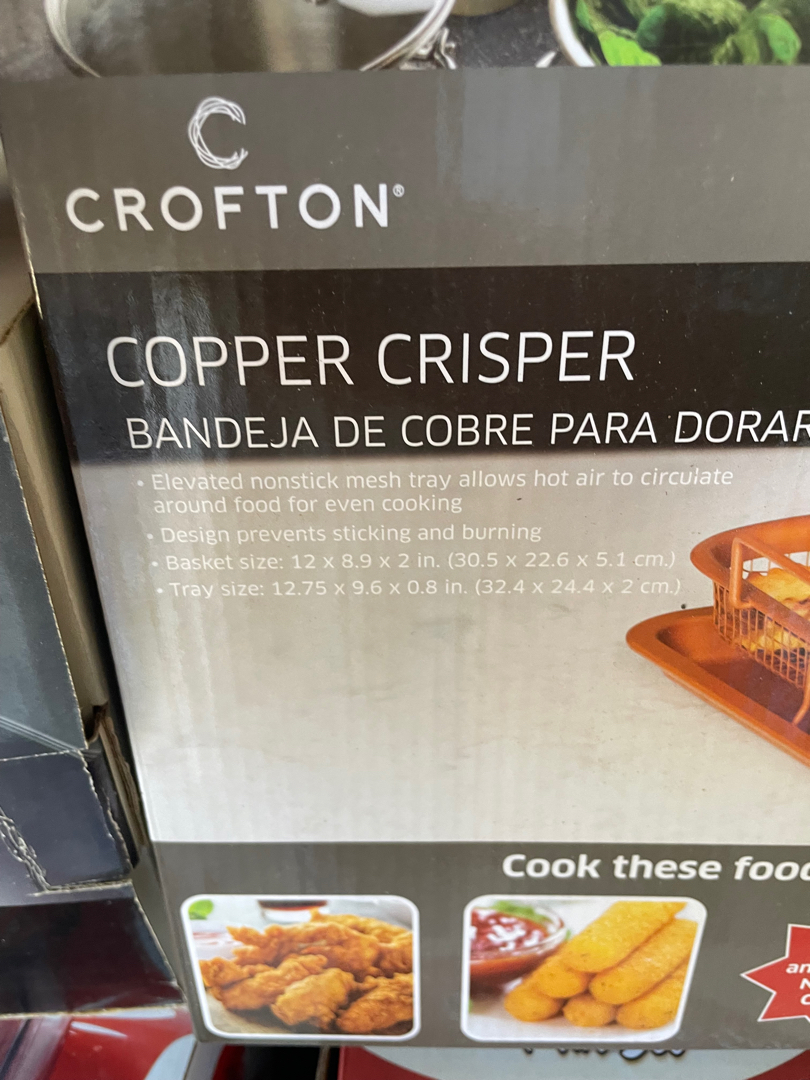 CROFTON®
COPPER CRISPER
BANDEJA DE COBRE PARA DORAR
• Elevated nonstick mesh tray allows hot air to circulate
around food for even cooking
• Design prevents sticking and burning
• Basket size: 12 x 8.9 x 2 in. (30.5 x 22.6 x 5.1 cm.)
• Tray size: 12.75 x 9.6 x 0.8 in. (32.4 x 24.4 x 2 cm.)
Cook these